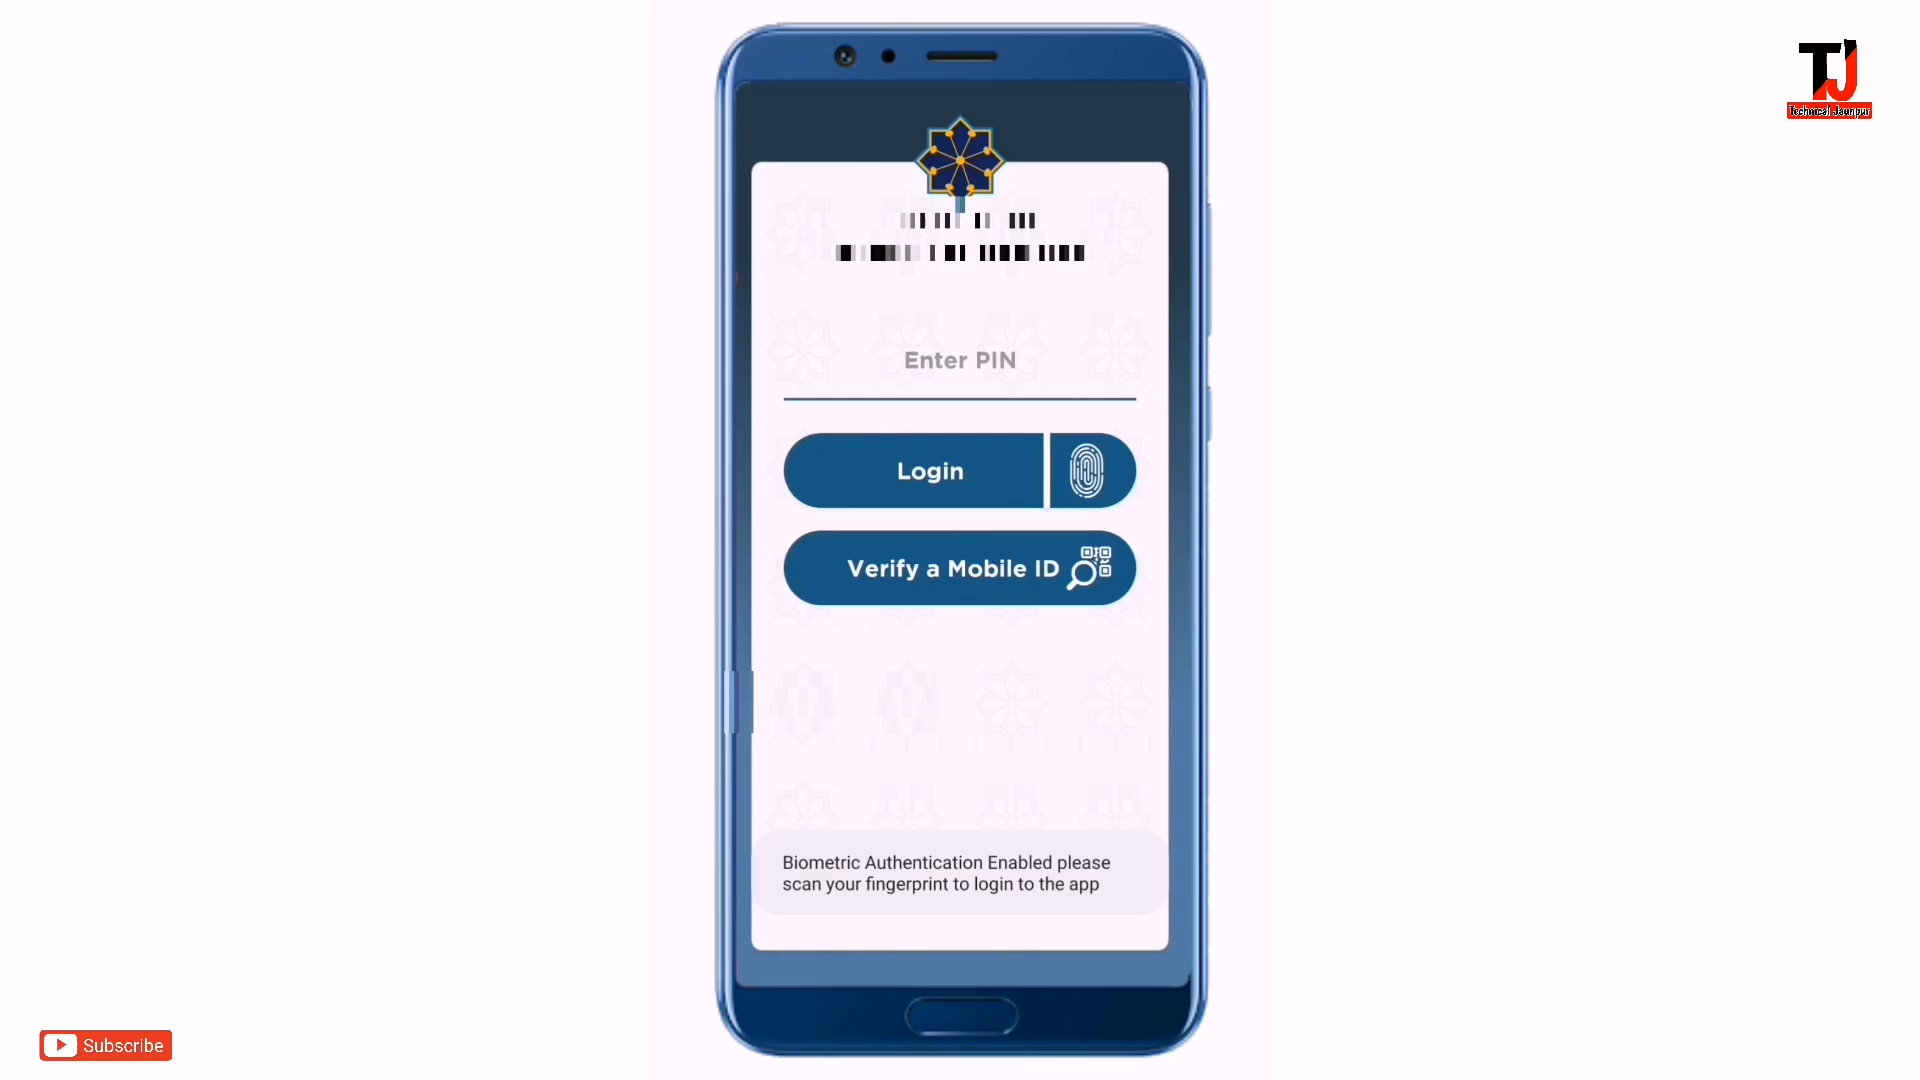 TJ
Technical Jaunpur
Enter PIN
Login
Verify a Mobile ID
Biometric Authentication Enabled please
scan your fingerprint to login to the app
Subscribe